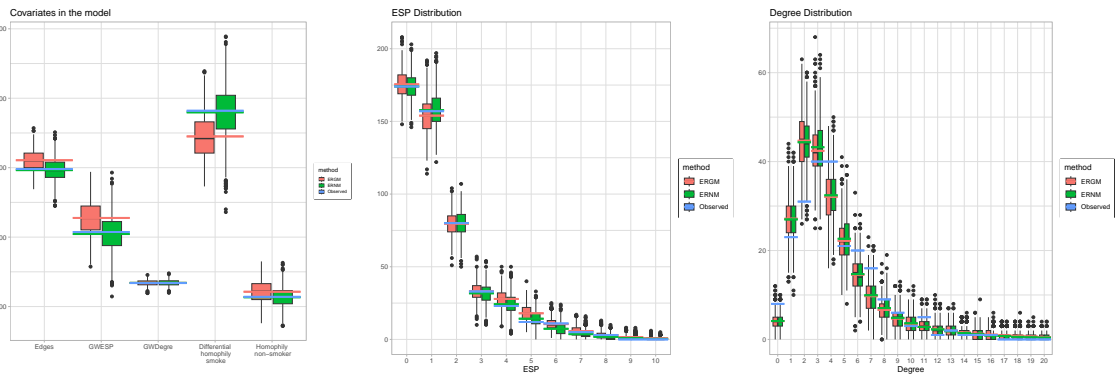 Covariates in the model
Edges
GWESP
GWDegre
Differential
homophily
smoke
Homophily
non−smoker
method
ERGM
ERNM
Observed
ESP Distribution
200
150
100
50
0
0 1 2 3 4 5 6 7 8 9 10
ESP
method
ERGM
ERNM
Observed
Degree Distribution
60
40
20
0
0 1 2 3 4 5 6 7 8 9 10 11 12 13 14 15 16 17 18 19 20
Degree
method
ERGM
ERNM
Observed